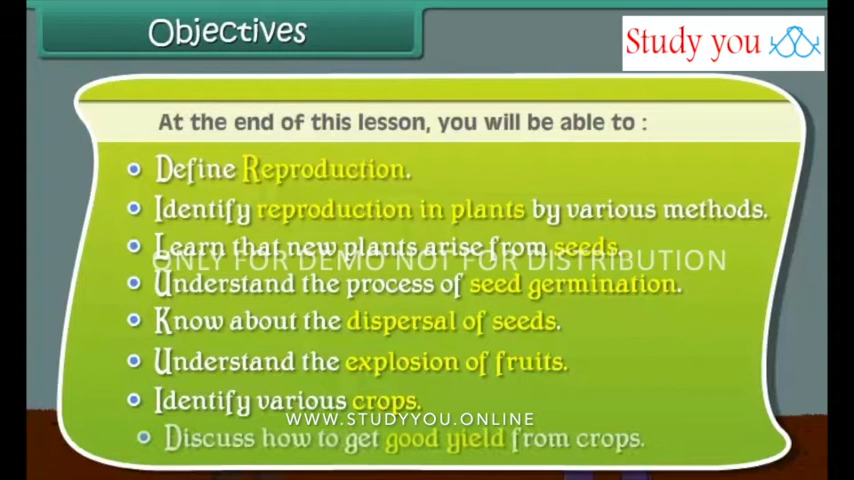 Objectives
Study you
At the end of this lesson, you will be able to :
Define Reproduction.
Identify reproduction in plants by various methods.
Learn that new plants arise from seeds.
ONLY FOR DEMO NOT FOR DISTRIBUTION
Understand the process of seed germination.
Know about the dispersal of seeds.
Understand the explosion of fruits.
Identify various crops.
WWW.STUDYYOU.ONLINE
Discuss how to get good yield from crops.